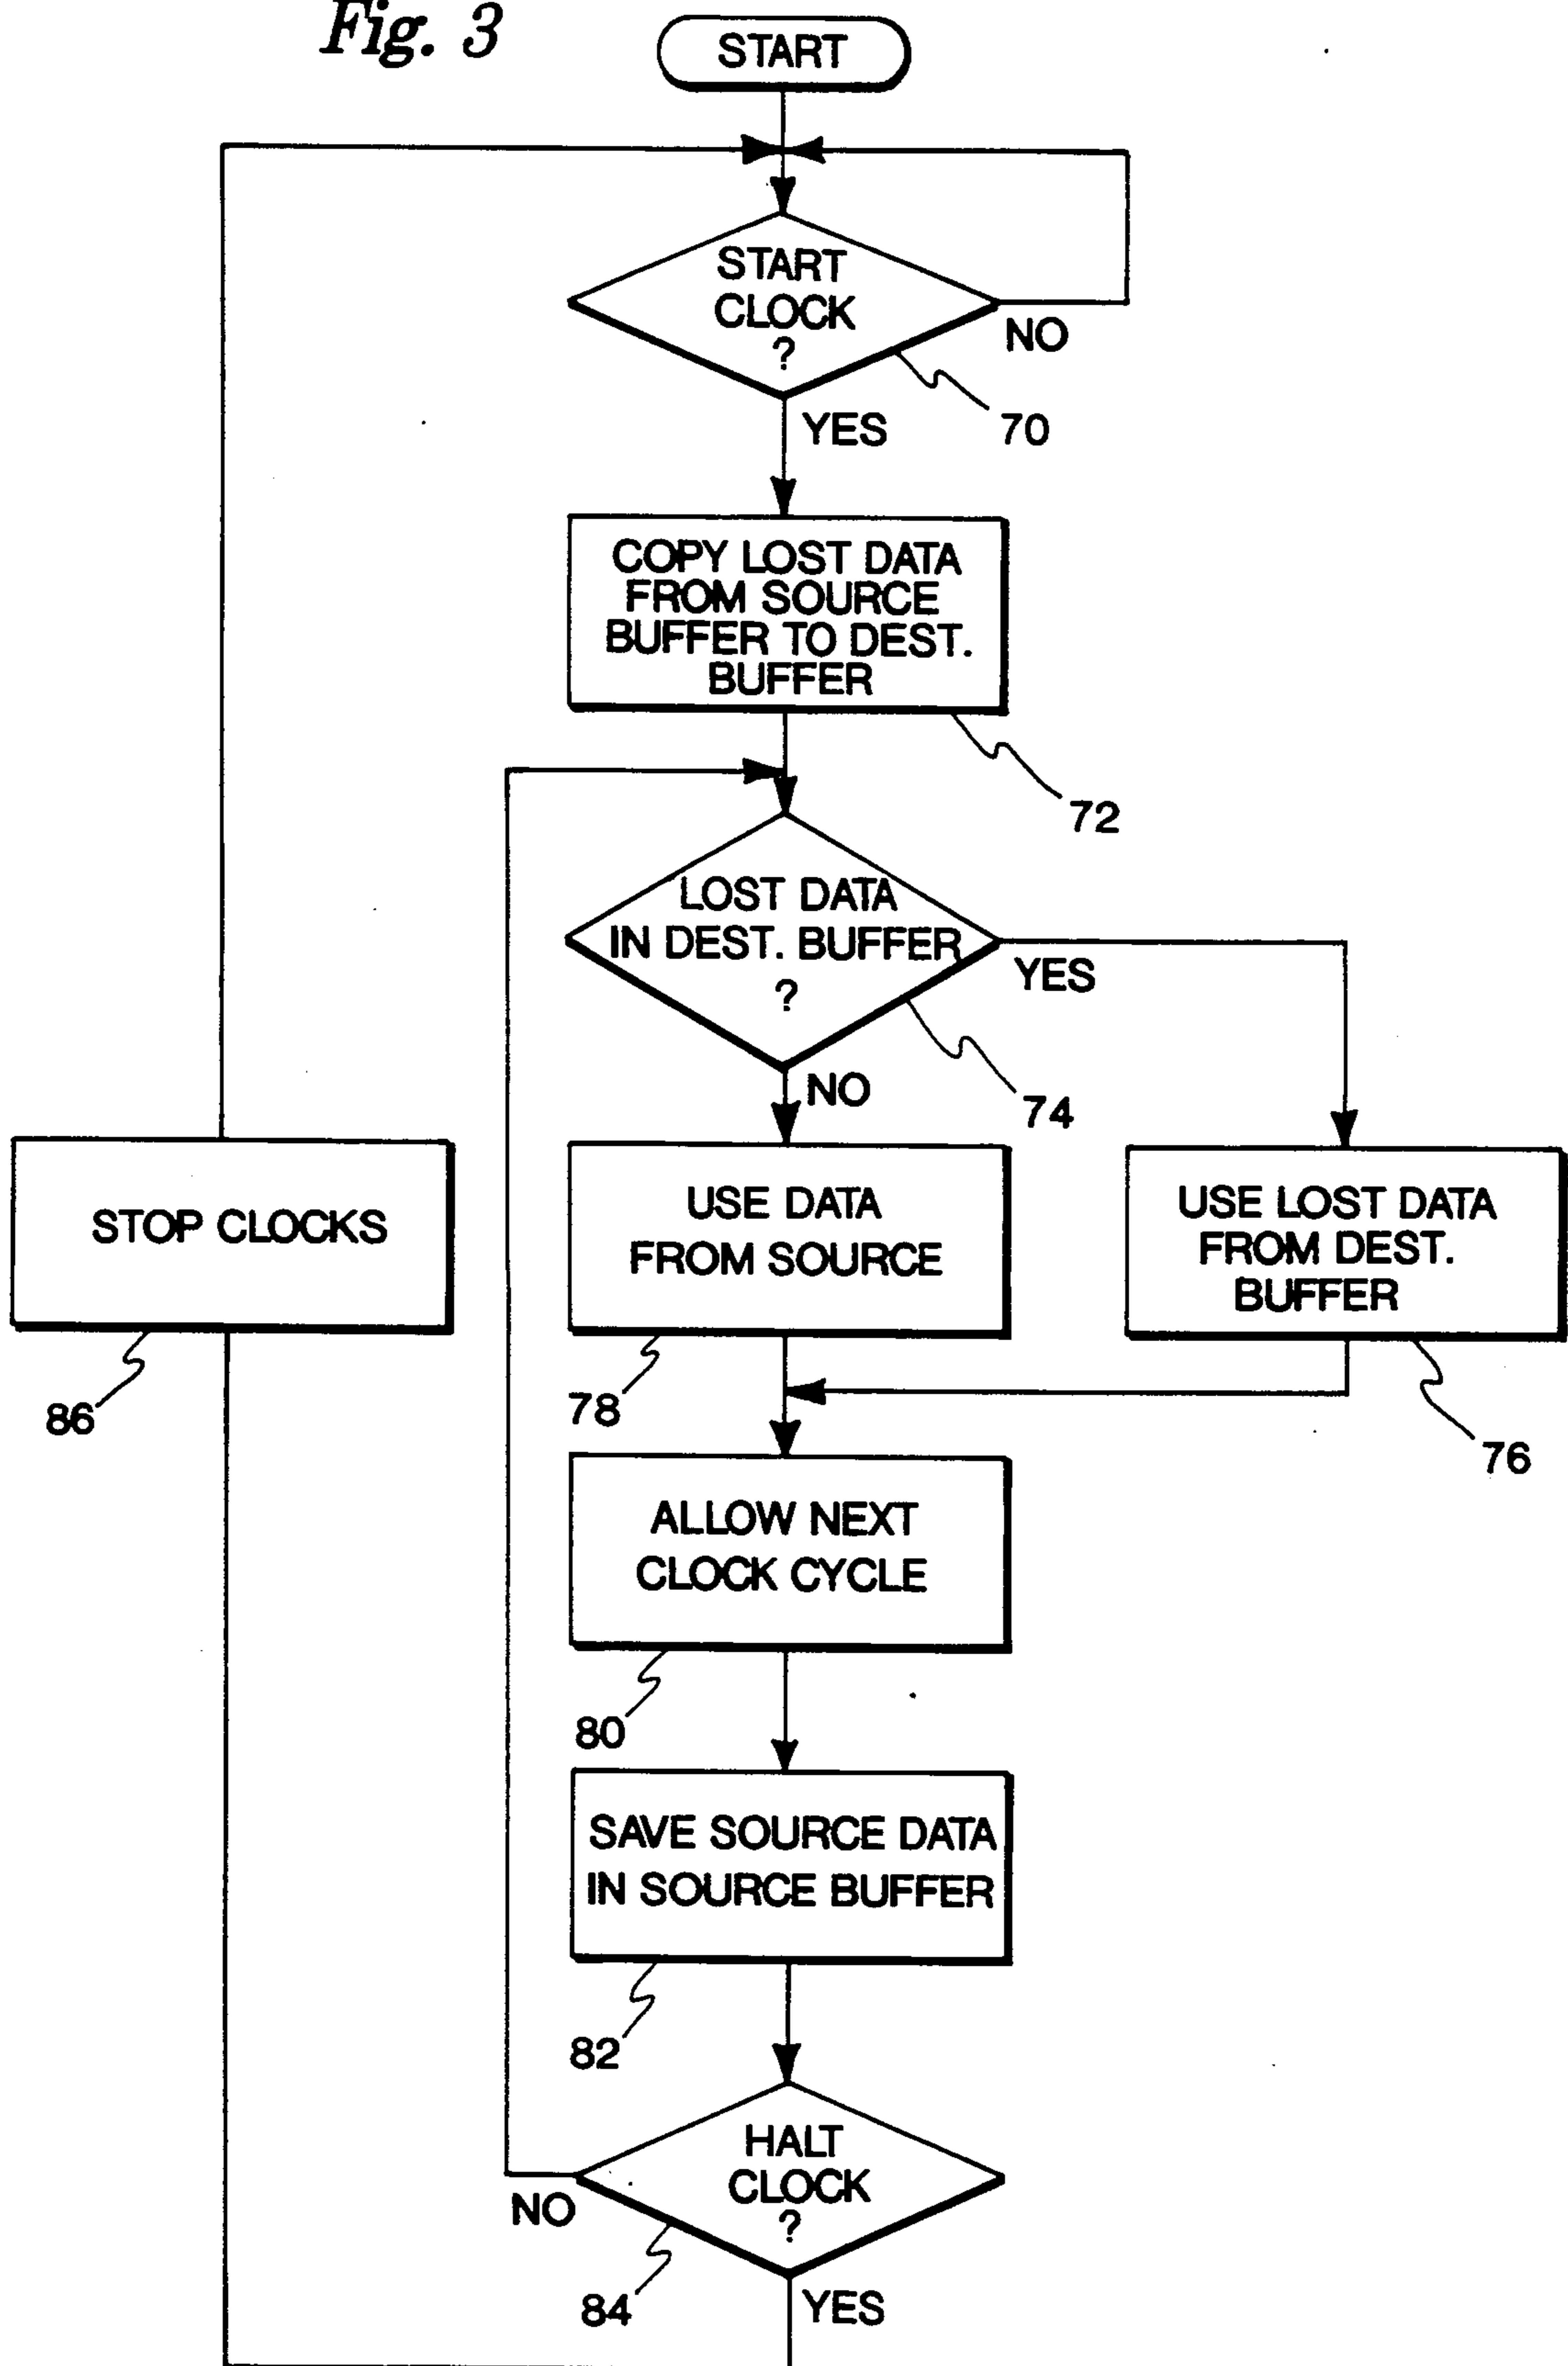 Fig. 3
START
START
CLOCK
?
NO
YES
70
COPY LOST DATA
FROM SOURCE
BUFFER TO DEST.
BUFFER
72
LOST DATA
IN DEST. BUFFER
?
YES
NO
74
STOP CLOCKS
86
USE DATA
FROM SOURCE
78
USE LOST DATA
FROM DEST.
BUFFER
76
ALLOW NEXT
CLOCK CYCLE
80
SAVE SOURCE DATA
IN SOURCE BUFFER
82
HALT
CLOCK
?
NO
84
YES